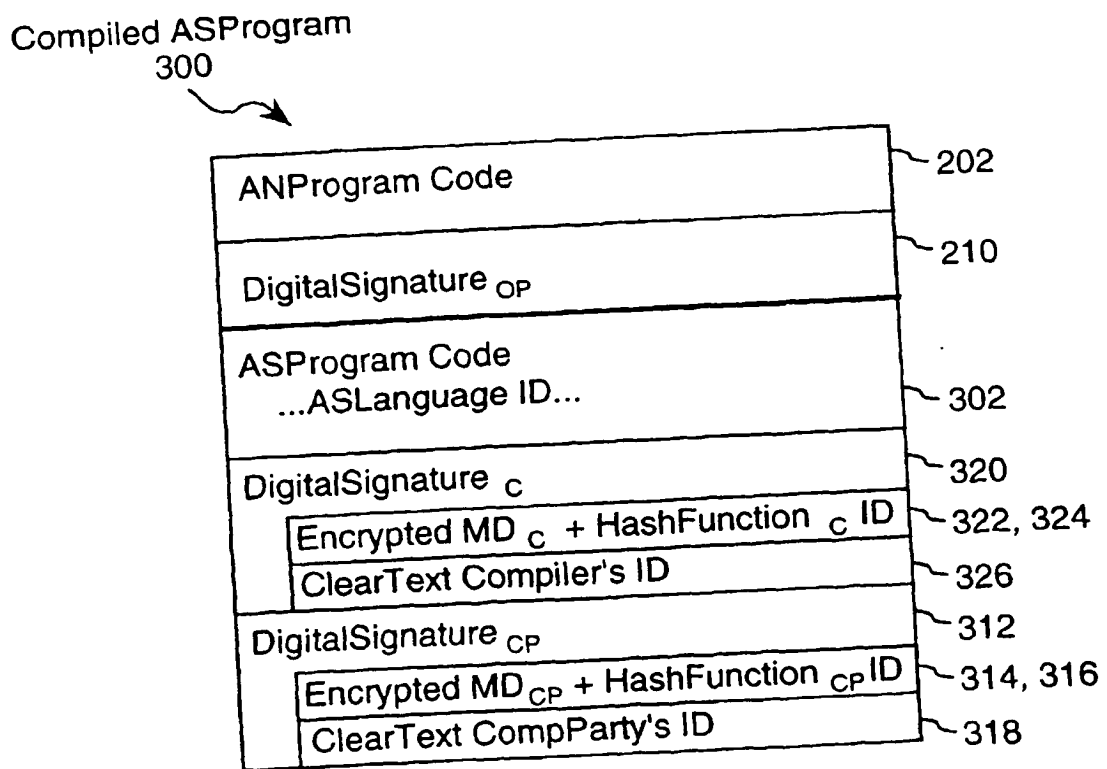 Compiled ASProgram
300
ANProgram Code
202
DigitalSignature OP
210
ASProgram Code
...ASLanguage ID...
302
DigitalSignature C
320
Encrypted MD C + HashFunction C ID
322, 324
ClearText Compiler's ID
326
DigitalSignature CP
312
Encrypted MD CP + HashFunction CP ID
314, 316
ClearText CompParty's ID
318